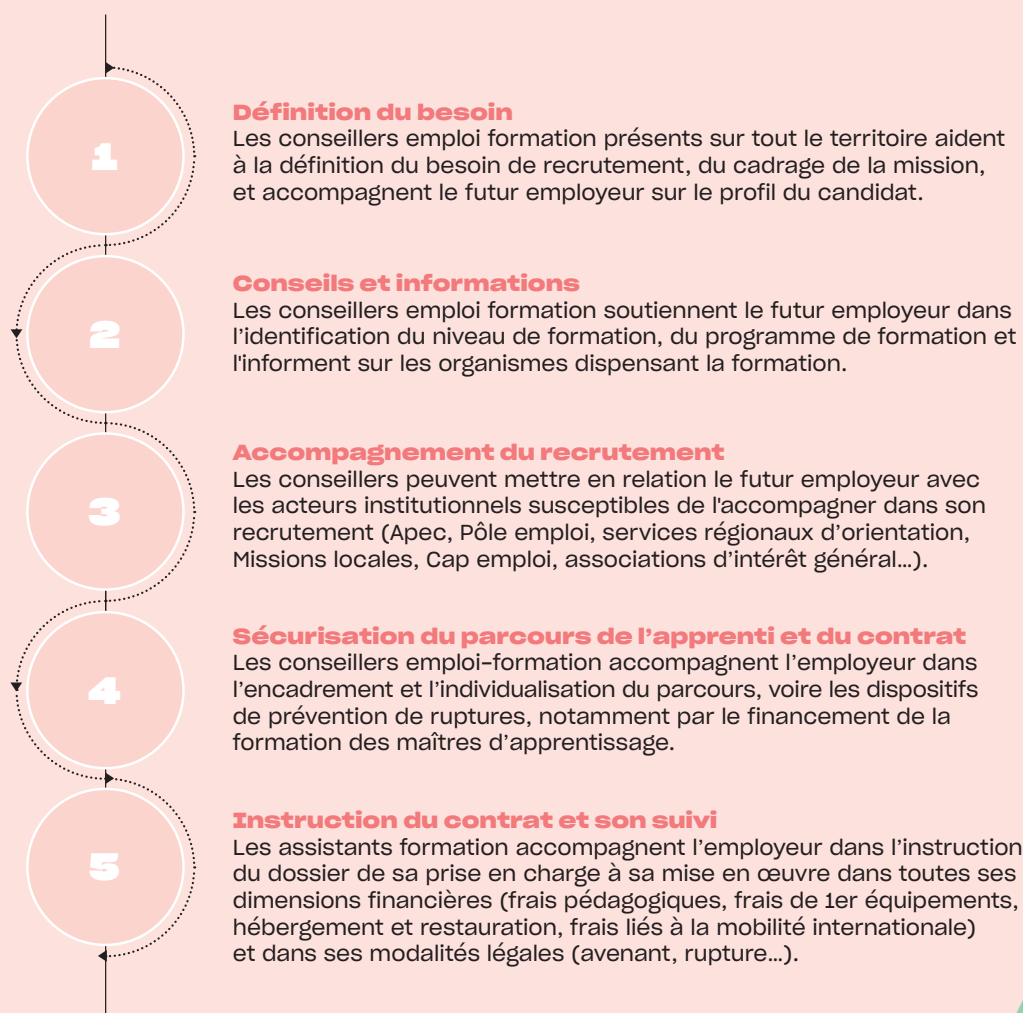 1
Définition du besoin
Les conseillers emploi formation présents sur tout le territoire aident
à la définition du besoin de recrutement, du cadrage de la mission,
et accompagnent le futur employeur sur le profil du candidat.
2
Conseils et informations
Les conseillers emploi formation soutiennent le futur employeur dans
l’identification du niveau de formation, du programme de formation et
l'informent sur les organismes dispensant la formation.
3
Accompagnement du recrutement
Les conseillers peuvent mettre en relation le futur employeur avec
les acteurs institutionnels susceptibles de l'accompagner dans son
recrutement (Apec, Pôle emploi, services régionaux d’orientation,
Missions locales, Cap emploi, associations d’intérêt général…).
4
Sécurisation du parcours de l’apprenti et du contrat
Les conseillers emploi-formation accompagnent l’employeur dans
l’encadrement et l’individualisation du parcours, voire les dispositifs
de prévention de ruptures, notamment par le financement de la
formation des maîtres d’apprentissage.
5
Instruction du contrat et son suivi
Les assistants formation accompagnent l’employeur dans l’instruction
du dossier de sa prise en charge à sa mise en œuvre dans toutes ses
dimensions financières (frais pédagogiques, frais de 1er équipements,
hébergement et restauration, frais liés à la mobilité internationale)
et dans ses modalités légales (avenant, rupture…).